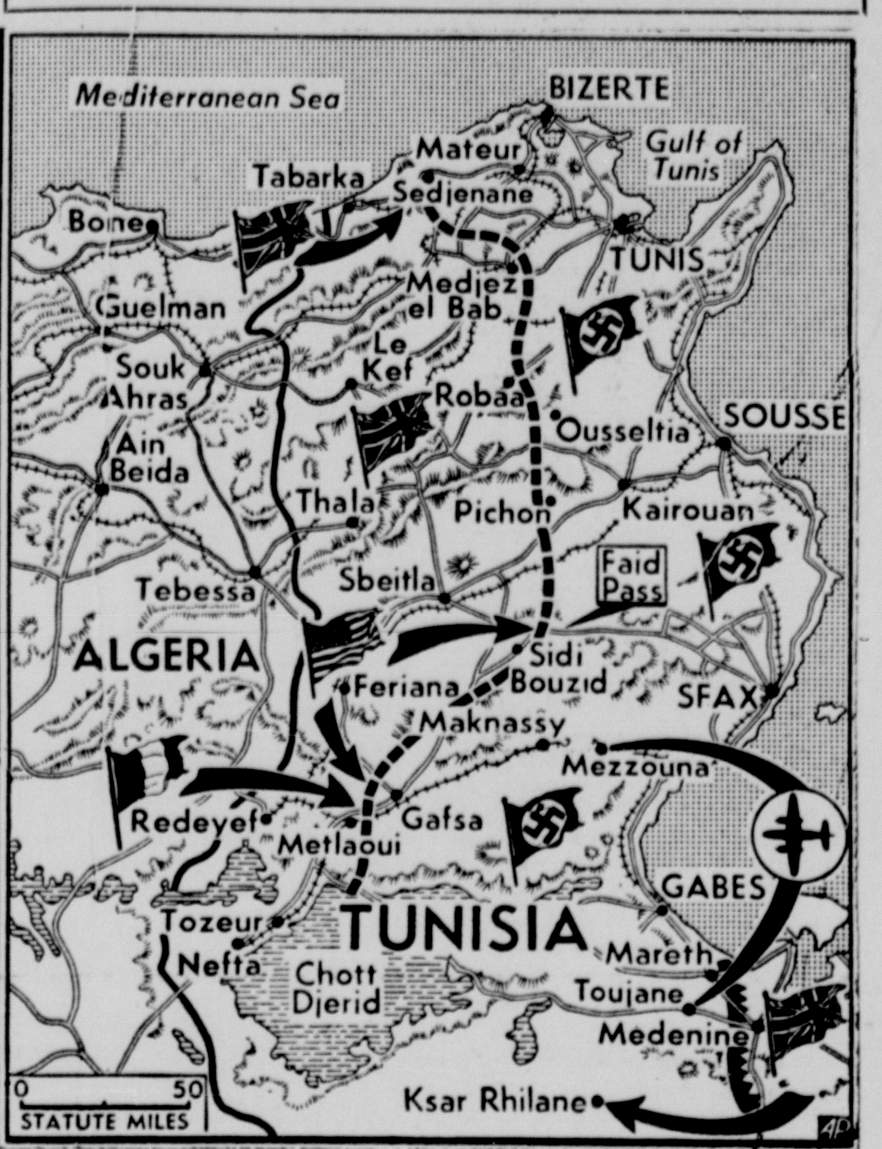 Mediterranean Sea
BIZERTE
Gulf of
Tunis
Mateur
Tabarka
Sedjenane
Bone
TUNIS
Medjez
el Bab
Guelman
Le
Kef
Souk
Ahras
Robaa
SOUSSE
Ousseltia
Ain
Beida
Thala
Pichon
Kairouan
Faid
Pass
Sbeitla
Tebessa
ALGERIA
Sidi
Bouzid
Feriana
SFAX
Maknassy
Mezzouna
Redeyef
Gafsa
Metlaoui
GABES
Tozeur
TUNISIA
Nefta
Mareth
Chott
Djerid
Toujane
Medenine
0 50
STATUTE MILES
Ksar Rhilane
AP